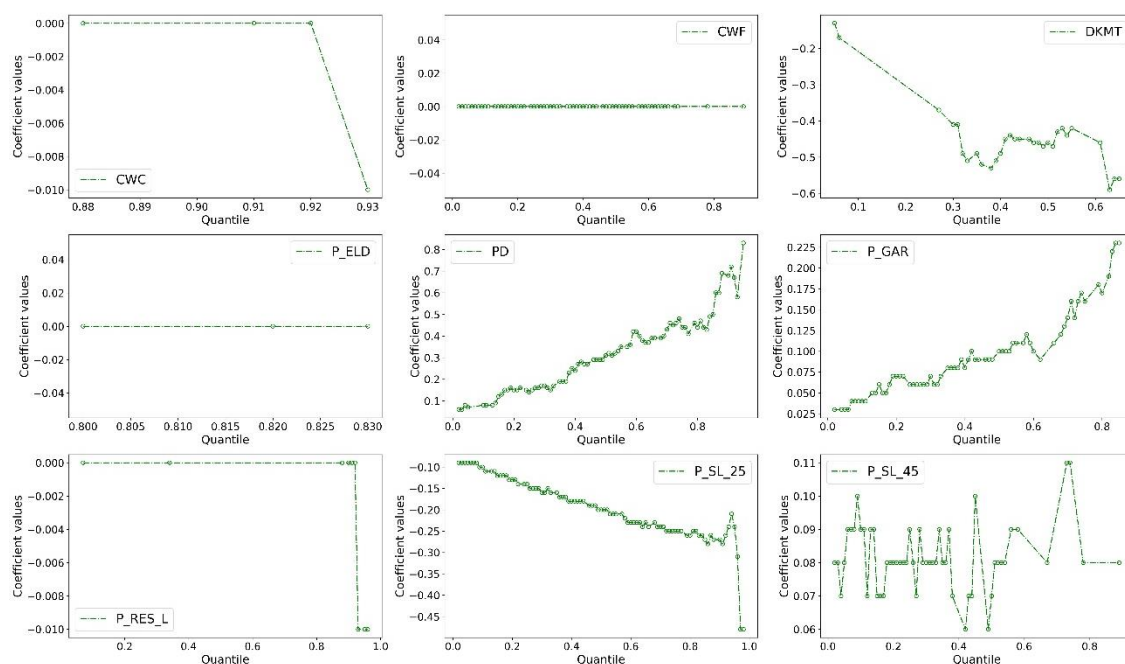 Coefficient values
0.000
−0.002
−0.004
−0.006
−0.008
−0.010
CWC
0.88 0.89 0.90 0.91 0.92 0.93
Quantile
Coefficient values
0.04
0.02
0.00
−0.02
−0.04
CWF
0.0 0.2 0.4 0.6 0.8
Quantile
Coefficient values
−0.2
−0.3
−0.4
−0.5
−0.6
DKMT
0.1 0.2 0.3 0.4 0.5 0.6
Quantile
Coefficient values
0.04
0.02
0.00
−0.02
−0.04
P_ELD
0.800 0.805 0.810 0.815 0.820 0.825 0.830
Quantile
Coefficient values
0.8
0.7
0.6
0.5
0.4
0.3
0.2
0.1
PD
0.0 0.2 0.4 0.6 0.8
Quantile
Coefficient values
0.225
0.200
0.175
0.150
0.125
0.100
0.075
0.050
0.025
P_GAR
0.0 0.2 0.4 0.6 0.8
Quantile
Coefficient values
0.000
−0.002
−0.004
−0.006
−0.008
−0.010
P_RES_L
0.2 0.4 0.6 0.8 1.0
Quantile
Coefficient values
−0.10
−0.15
−0.20
−0.25
−0.30
−0.35
−0.40
−0.45
P_SL_25
0.0 0.2 0.4 0.6 0.8 1.0
Quantile
Coefficient values
0.11
0.10
0.09
0.08
0.07
0.06
P_SL_45
0.0 0.2 0.4 0.6 0.8
Quantile